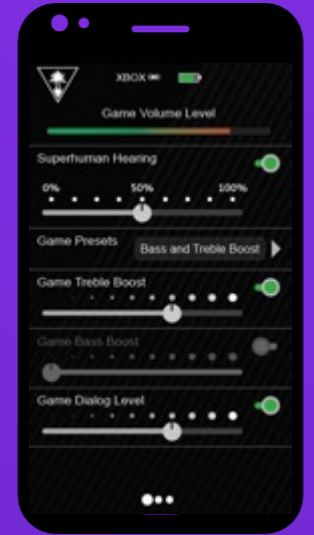 XBOX
Game Volume Level
Superhuman Hearing
0% 50% 100%
Game Presets Bass and Treble Boost
Game Treble Boost
Game Bass Boost
Game Dialog Level